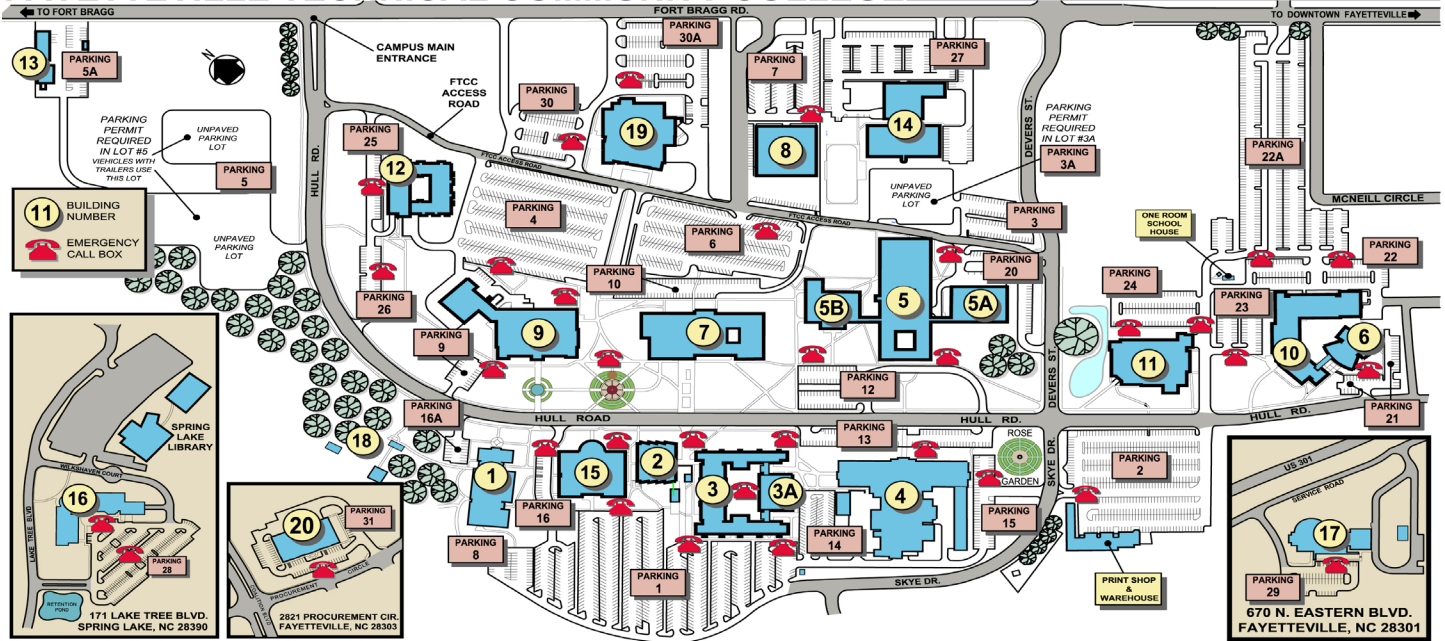 FAYETTEVILLE TECHNICAL COMMUNITY COLLEGE
TO FORT BRAGG
FORT BRAGG RD.
TO DOWNTOWN FAYETTEVILLE
CAMPUS MAIN
ENTRANCE
FTCC
ACCESS
ROAD
N
13
PARKING
5A
PARKING
PERMIT
REQUIRED
IN LOT #5
VIEHICLES WITH
TRAILERS USE
THIS LOT
UNPAVED
PARKING
LOT
PARKING
5
UNPAVED
PARKING
LOT
11
BUILDING
NUMBER
EMERGENCY
CALL BOX
HULL RD.
PARKING
25
12
PARKING
26
PARKING
30
PARKING
30A
19
FTCC ACCESS ROAD
PARKING
4
PARKING
6
PARKING
10
PARKING
7
8
PARKING
27
14
DEVERS ST.
PARKING
PERMIT
REQUIRED
IN LOT #3A
PARKING
3A
UNPAVED
PARKING
LOT
FTCC ACCESS ROAD
PARKING
3
PARKING
20
PARKING
22A
MCNEILL CIRCLE
ONE ROOM
SCHOOL
HOUSE
PARKING
22
PARKING
24
PARKING
23
9
7
5B
5
5A
11
10
6
PARKING
9
PARKING
12
DEVERS ST.
PARKING
21
PARKING
16A
HULL ROAD
HULL RD.
HULL RD.
PARKING
13
ROSE
GARDEN
SKYE DR.
PARKING
2
18
1
15
2
3
3A
4
PARKING
16
PARKING
8
PARKING
1
PARKING
14
PARKING
15
SKYE DR.
PRINT SHOP
&
WAREHOUSE
SPRING
LAKE
LIBRARY
WILKSHAVEN COURT
16
LAKE TREE BLVD
PARKING
28
RETENTION
POND
171 LAKE TREE BLVD.
SPRING LAKE, NC 28390
20
PARKING
31
PROCUREMENT CIRCLE
2821 PROCUREMENT CIR.
FAYETTEVILLE, NC 28303
US 301
SERVICE ROAD
17
PARKING
29
670 N. EASTERN BLVD.
FAYETTEVILLE, NC 28301